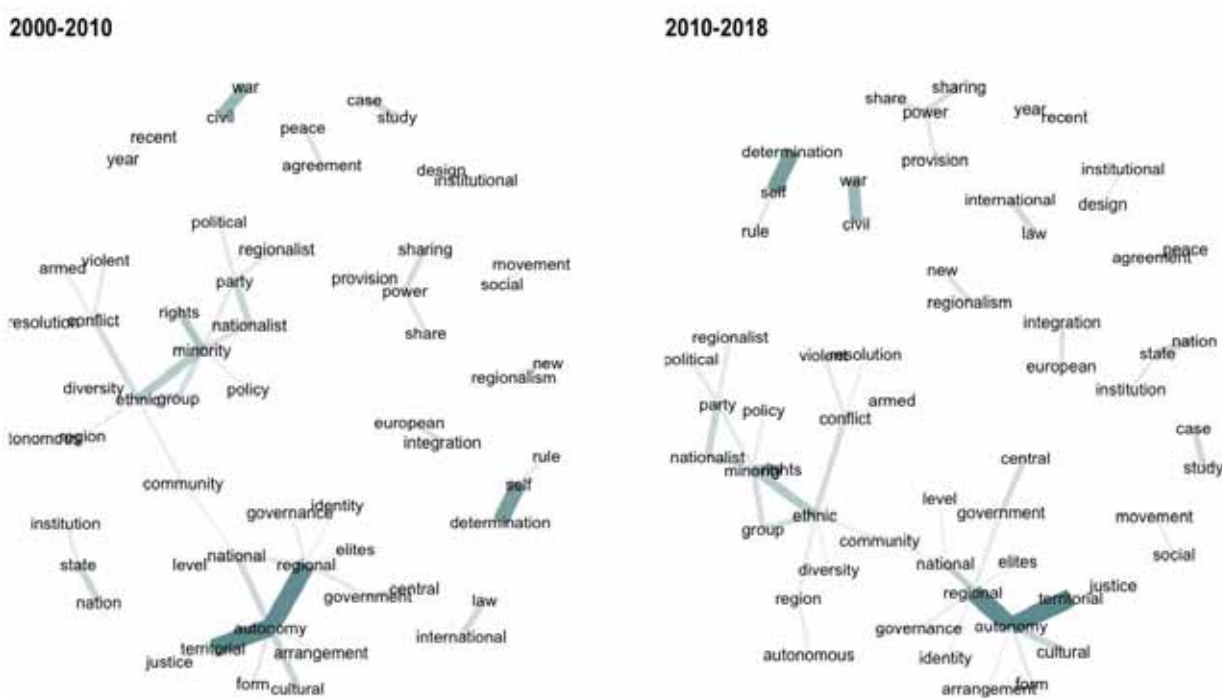 2000-2010
war
civil
case
study
recent
year
peace
agreement
design
institutional
political
regionalist
armed
violent
party
sharing
movement
provision
power
social
rights
resolution
conflict
nationalist
share
minority
new
regionalism
diversity
ethnic
group
policy
european
tonomous
region
integration
rule
community
self
identity
institution
governance
determination
national
elites
state
level
regional
central
nation
government
law
autonomy
international
territorial
arrangement
justice
form
cultural
2010-2018
sharing
share
power
year
recent
determination
provision
institutional
war
self
international
design
civil
rule
law
peace
agreement
new
regionalism
integration
regionalist
nation
violent
resolution
state
political
european
institution
armed
party
policy
conflict
case
nationalist
central
minority
rights
study
level
ethnic
government
movement
group
community
social
national
elites
diversity
justice
regional
territorial
region
governance
autonomy
autonomous
identity
cultural
arrangement
form